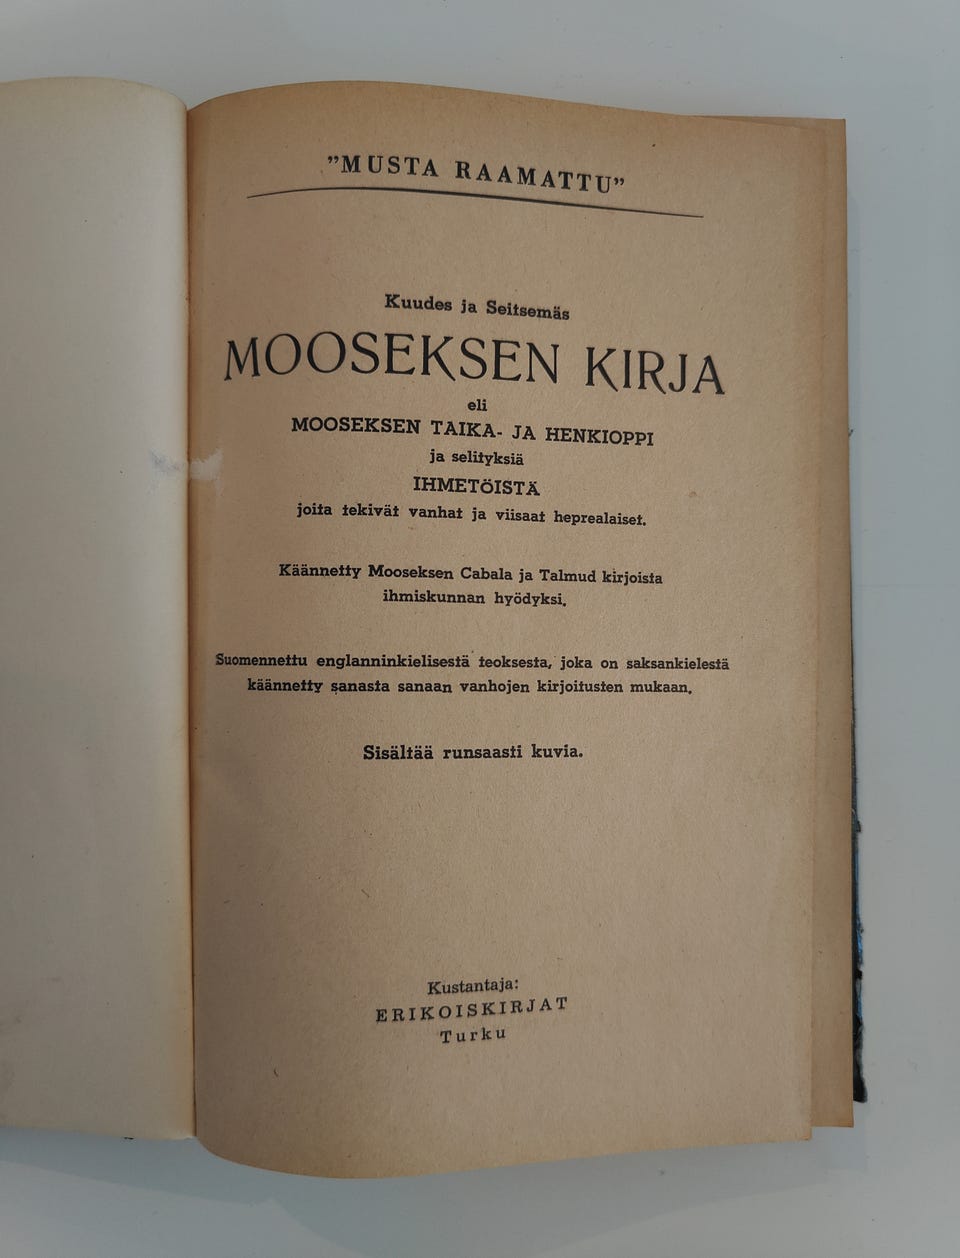 ”MUSTA RAAMATTU”
Kuudes ja Seitsemäs
MOOSEKSEN KIRJA
eli
MOOSEKSEN TAIKA- JA HENKIOPPI
ja selityksiä
IHMETÖISTÄ
joita tekivät vanhat ja viisaat heprealaiset.
Käännetty Mooseksen Cabala ja Talmud kirjoista
ihmiskunnan hyödyksi.
Suomennettu englanninkielisestä teoksesta, joka on saksankielestä
käännetty sanasta sanaan vanhojen kirjoitusten mukaan.
Sisältää runsaasti kuvia.
Kustantaja:
ERIKOISKIRJAT
Turku